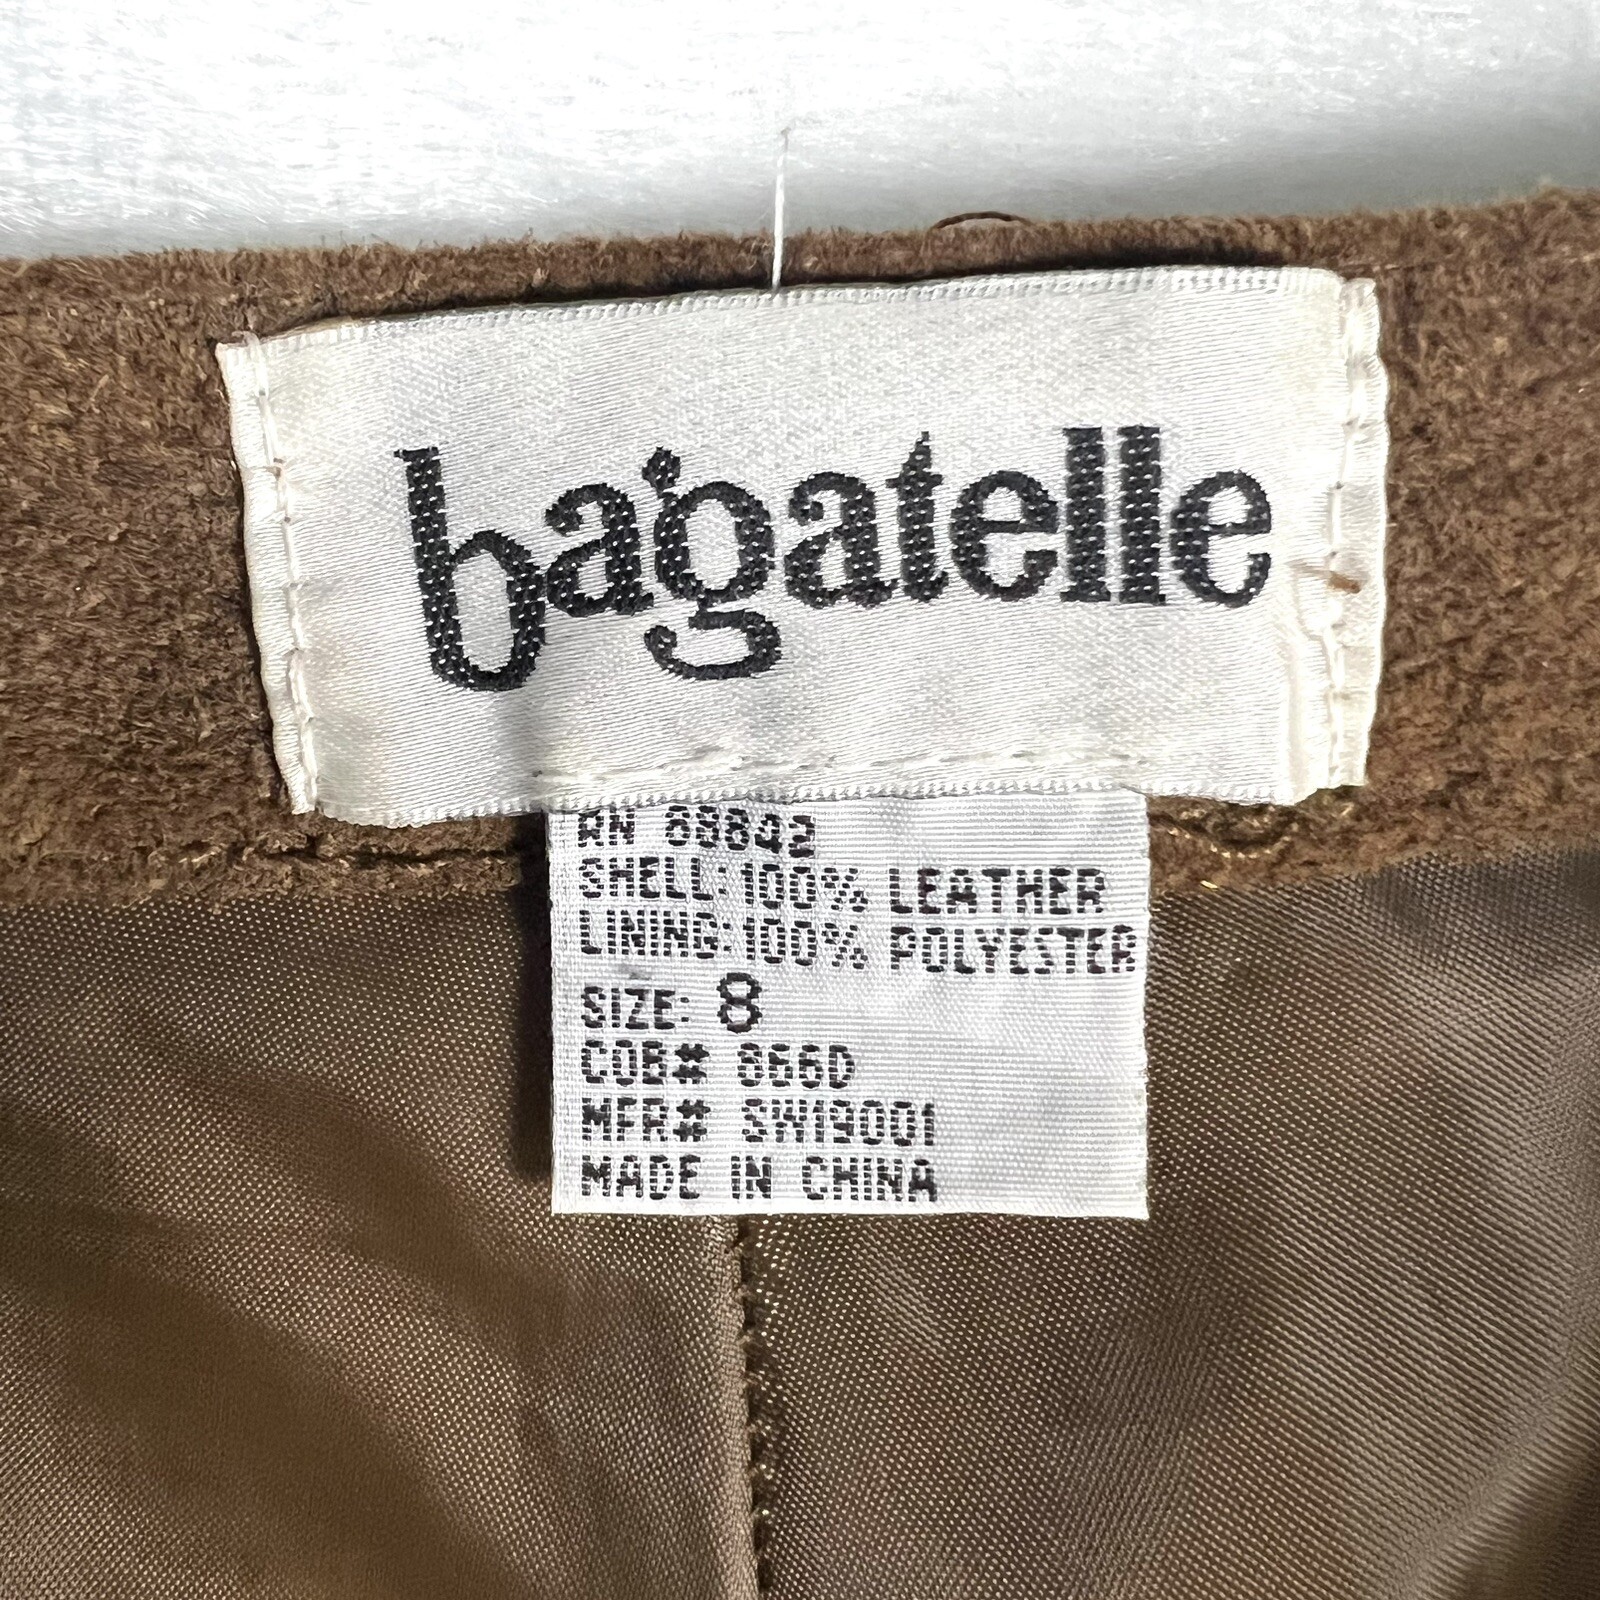 bagatelle
RN 88842
SHELL: 100% LEATHER
LINING: 100% POLYESTER
SIZE: 8
COB# 866D
MFR# SW19001
MADE IN CHINA